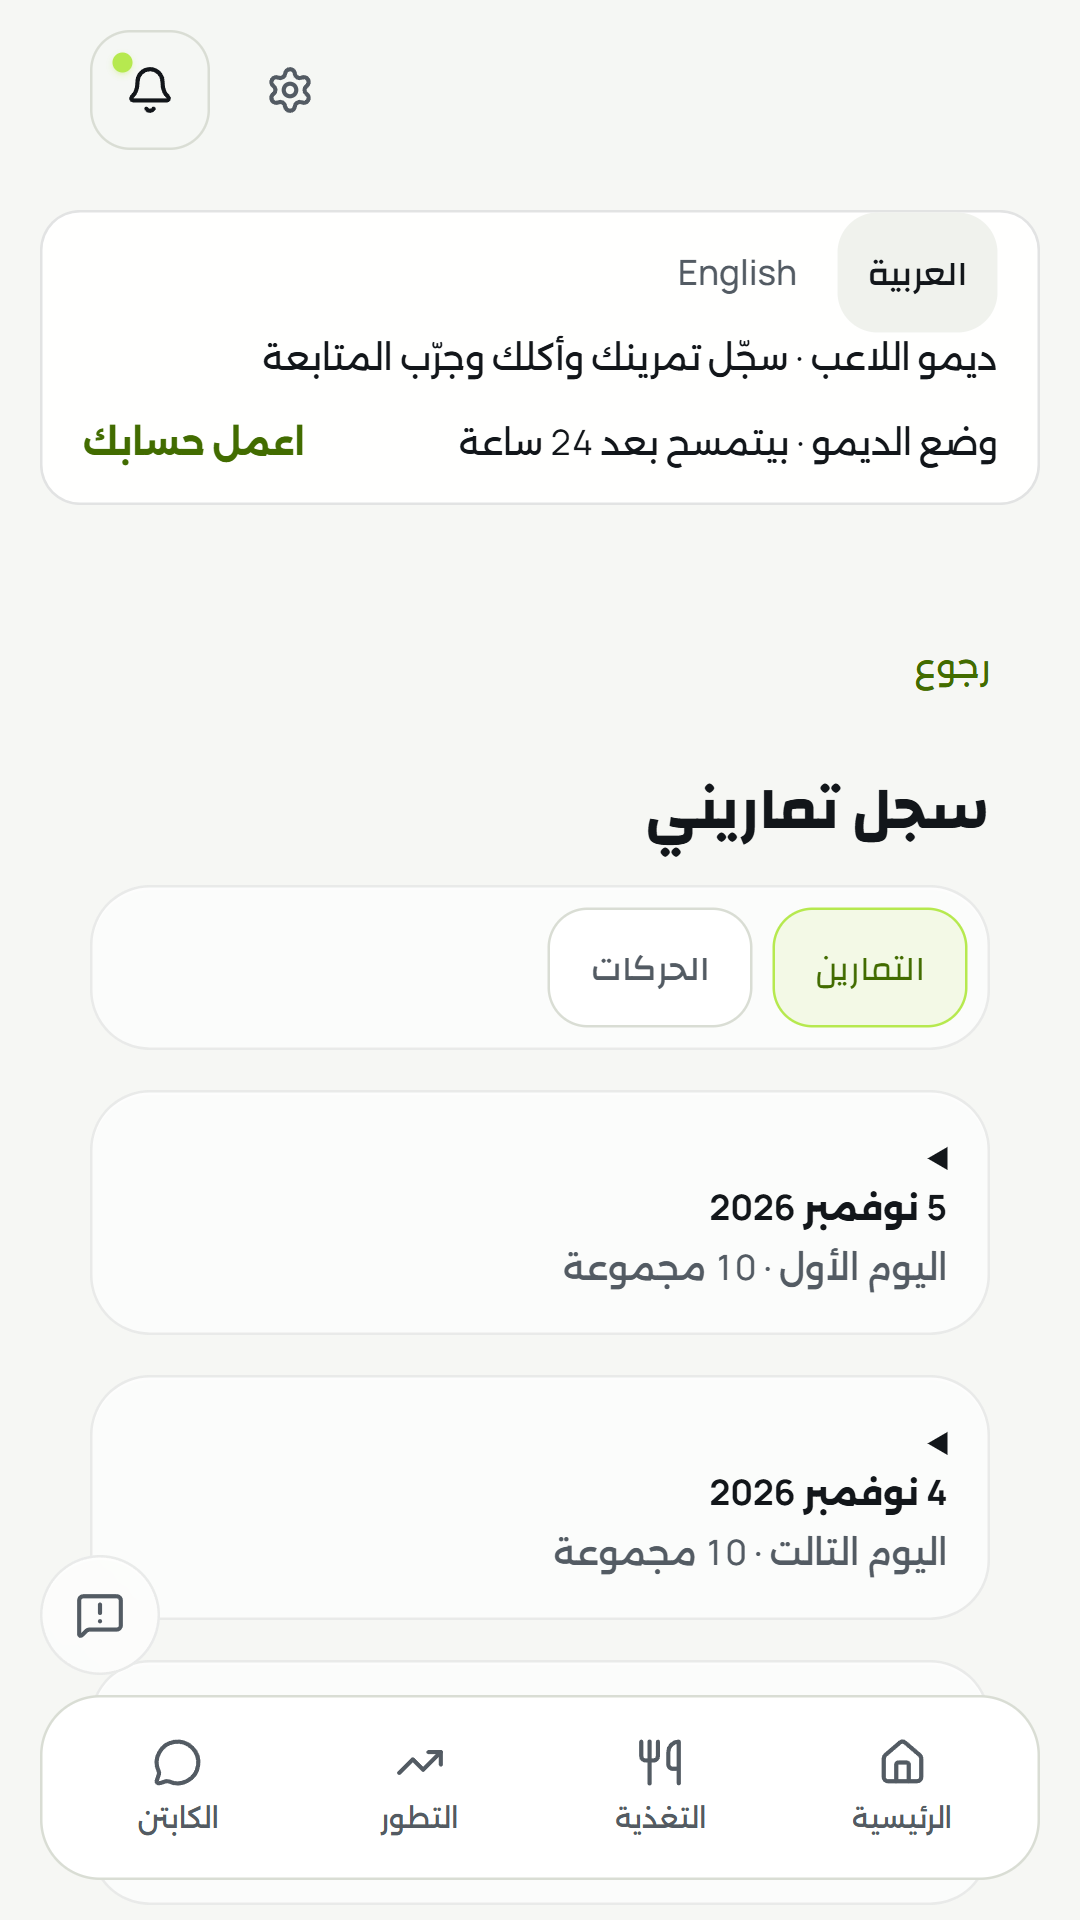 العربية English
ديمو اللاعب · سجّل تمرينك وأكلك وجرّب المتابعة
وضع الديمو · بيتمسح بعد 24 ساعة اعمل حسابك
رجوع
سجل تماريني
التمارين الحركات
5 نوفمبر 2026
اليوم الأول · 10 مجموعة
4 نوفمبر 2026
اليوم التالت · 10 مجموعة
الرئيسية التغذية التطور الكابتن